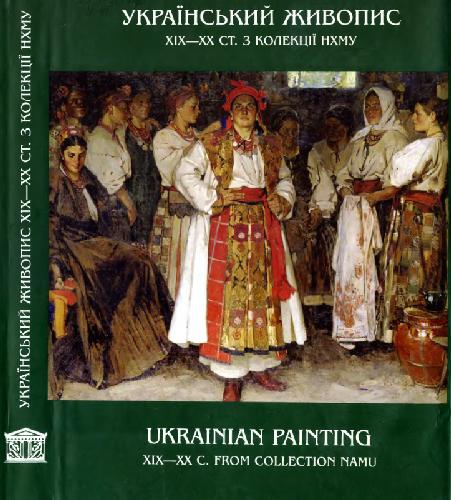 УКРАЇНСЬКИЙ ЖИВОПИС
XIX—XX СТ. З КОЛЕКЦІЇ НХМУ
УКРАЇНСЬКИЙ ЖИВОПИС XIX—XX СТ. З КОЛЕКЦІЇ НХМУ
UKRAINIAN PAINTING
XIX—XX C. FROM COLLECTION NAMU